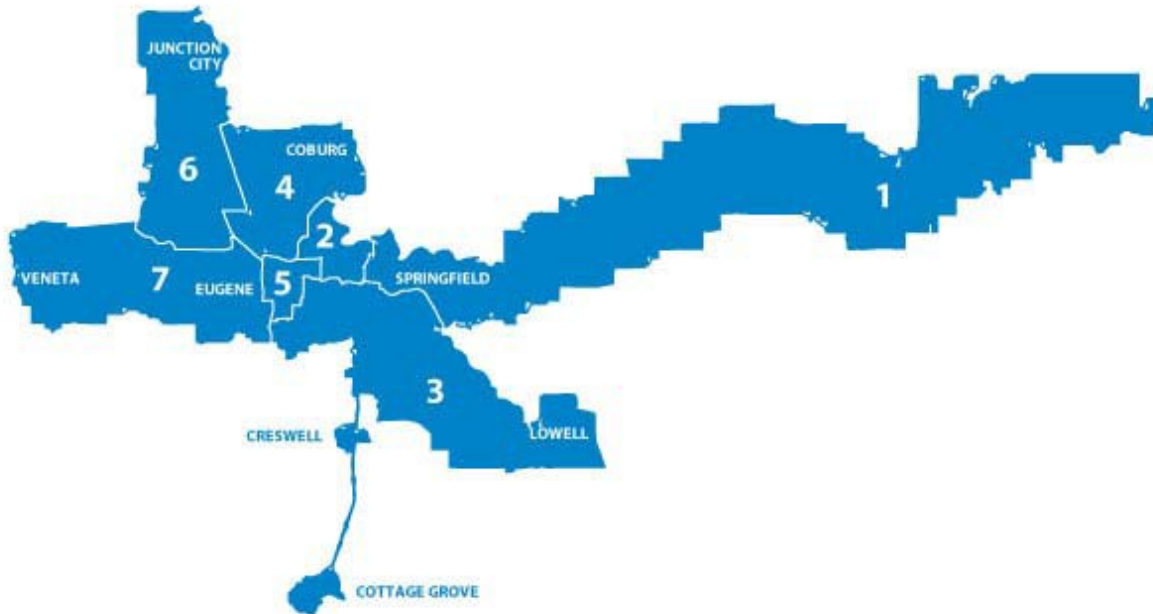 JUNCTION
CITY
COBURG
6
4
1
2
VENETA
7
EUGENE
5
SPRINGFIELD
3
CRESWELL
LOWELL
COTTAGE GROVE